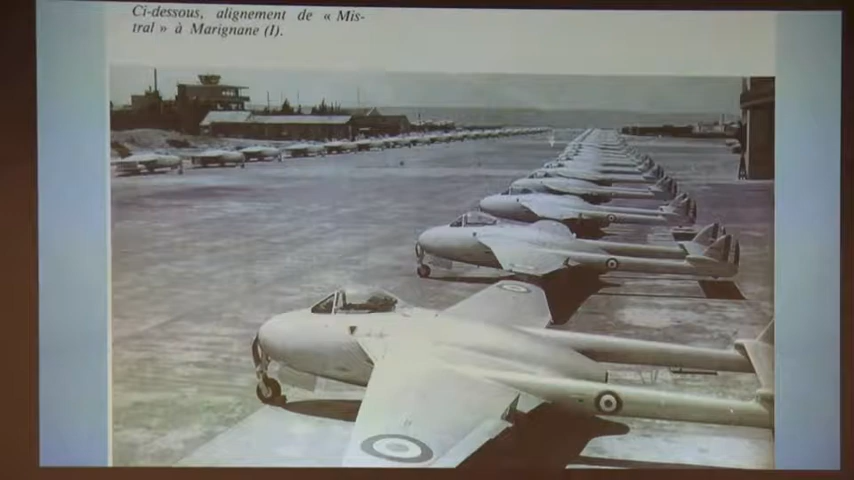 Ci-dessous, alignement de « Mis-
tral » à Marignane (I).